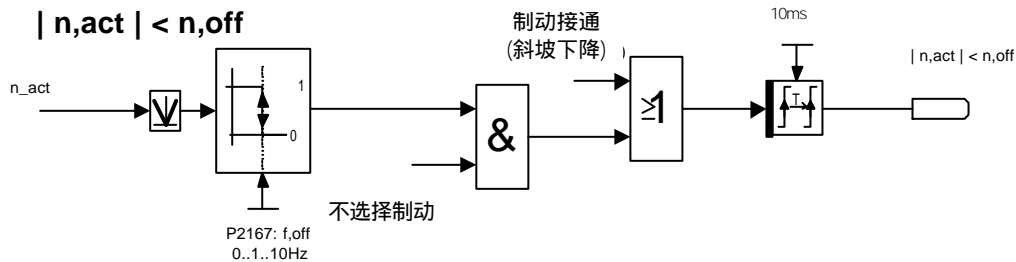 | n,act | < n,off
制动接通
(斜坡下降)
10ms
| n,act | < n,off
n_act
1
0
&
≥1
T
不选择制动
P2167: f,off
0..1..10Hz